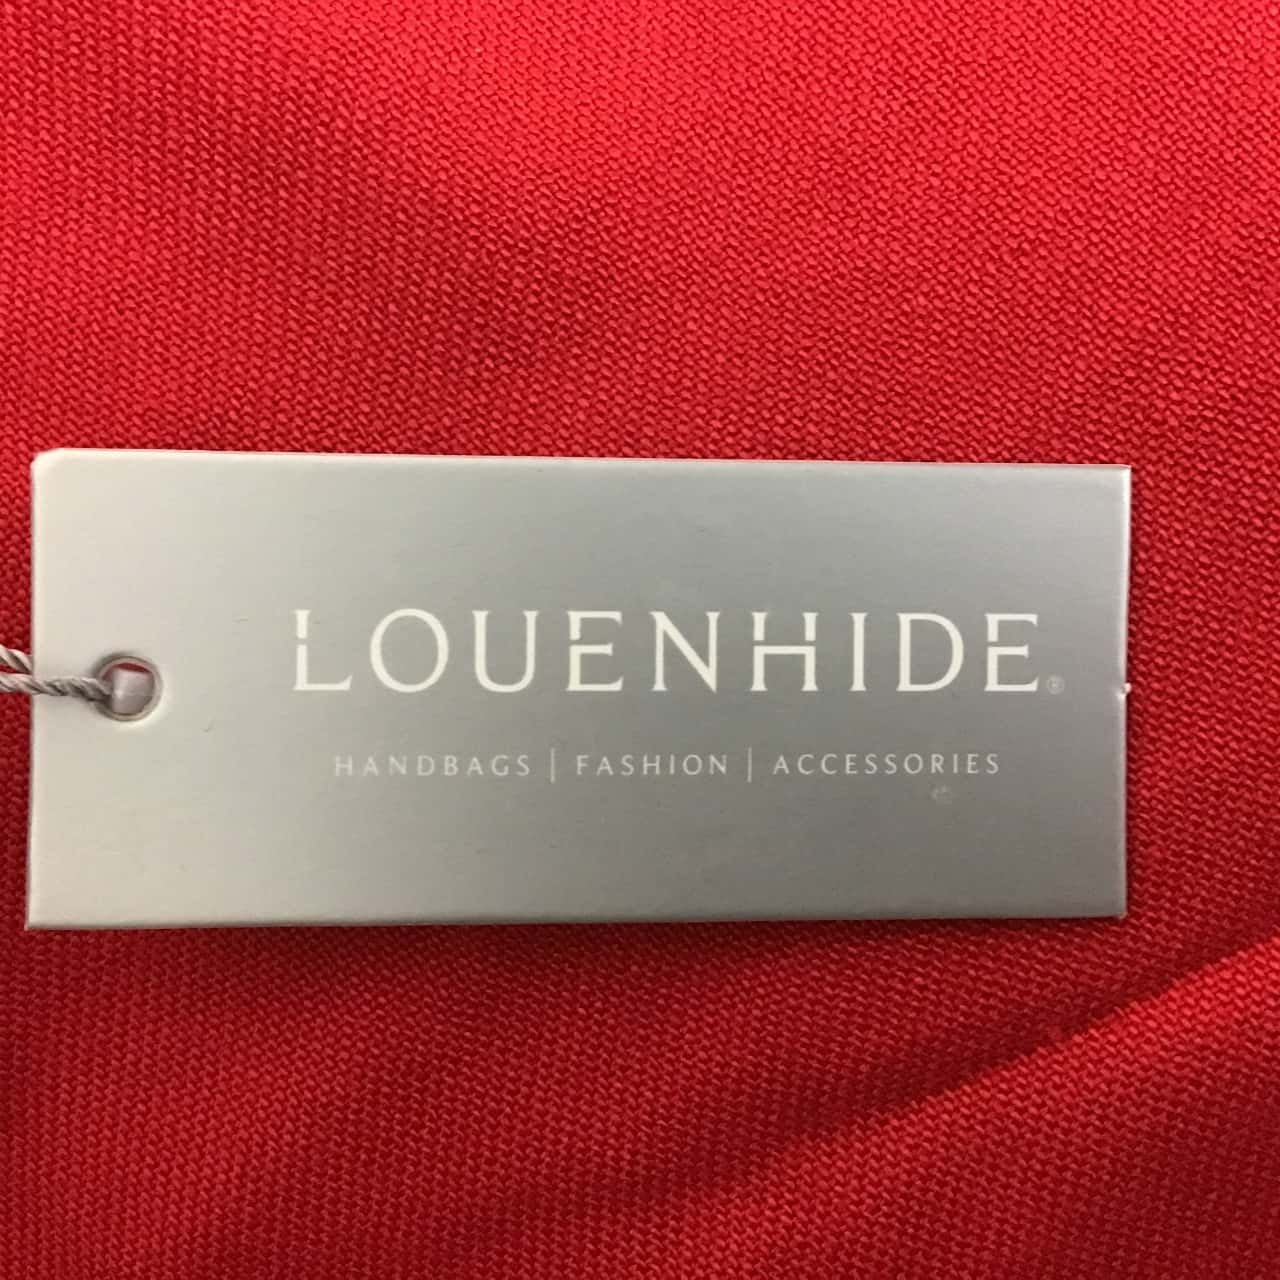 LOUENHIDE®
HANDBAGS | FASHION | ACCESSORIES